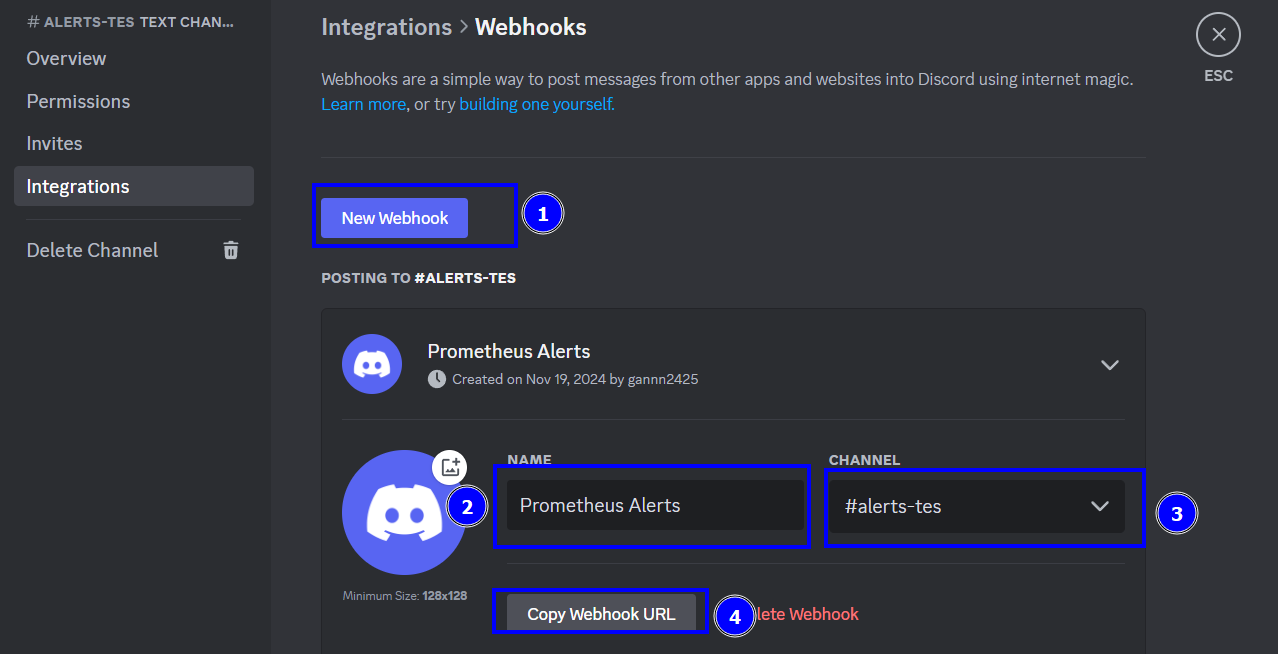 # ALERTS-TES TEXT CHAN...
Overview
Permissions
Invites
Integrations
Delete Channel
Integrations > Webhooks
ESC
Webhooks are a simple way to post messages from other apps and websites into Discord using internet magic.
Learn more, or try building one yourself.
New Webhook
1
POSTING TO #ALERTS-TES
Prometheus Alerts
Created on Nov 19, 2024 by gannn2425
NAME
CHANNEL
2
Prometheus Alerts
#alerts-tes
3
Minimum Size: 128x128
Copy Webhook URL
4
lete Webhook